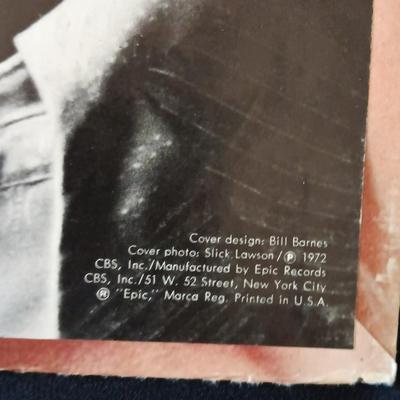 Cover design: Bill Barnes
Cover photo: Slick Lawson/℗ 1972
CBS, Inc./Manufactured by Epic Records
CBS, Inc./51 W. 52 Street, New York City
® "Epic," Marca Reg. Printed in U.S.A.